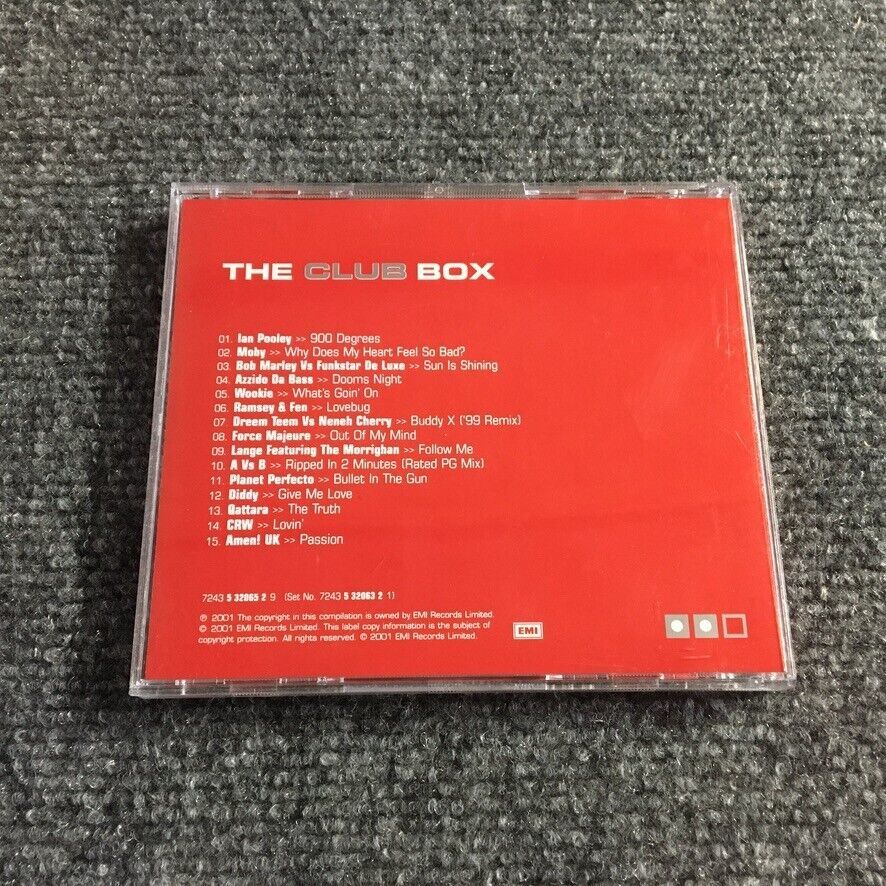 THE CLUB BOX
01. Ian Pooley >> 900 Degrees
02. Moby >> Why Does My Heart Feel So Bad?
03. Bob Marley Vs Funkstar De Luxe >> Sun Is Shining
04. Azzido Da Bass >> Dooms Night
05. Wookie >> What's Goin' On
06. Ramsey & Fen >> Lovebug
07. Dreem Teem Vs Neneh Cherry >> Buddy X ('99 Remix)
08. Force Majeure >> Out Of My Mind
09. Lange Featuring The Morrighan >> Follow Me
10. A Vs B >> Ripped In 2 Minutes (Rated PG Mix)
11. Planet Perfecto >> Bullet In The Gun
12. Diddy >> Give Me Love
13. Qattara >> The Truth
14. CRW >> Lovin'
15. Amen! UK >> Passion
7243 5 32065 2 9 (Set No. 7243 5 32063 2 1)
℗ 2001 The copyright in this compilation is owned by EMI Records Limited.
© 2001 EMI Records Limited. This label copy information is the subject of
copyright protection. All rights reserved. © 2001 EMI Records Limited.
EMI